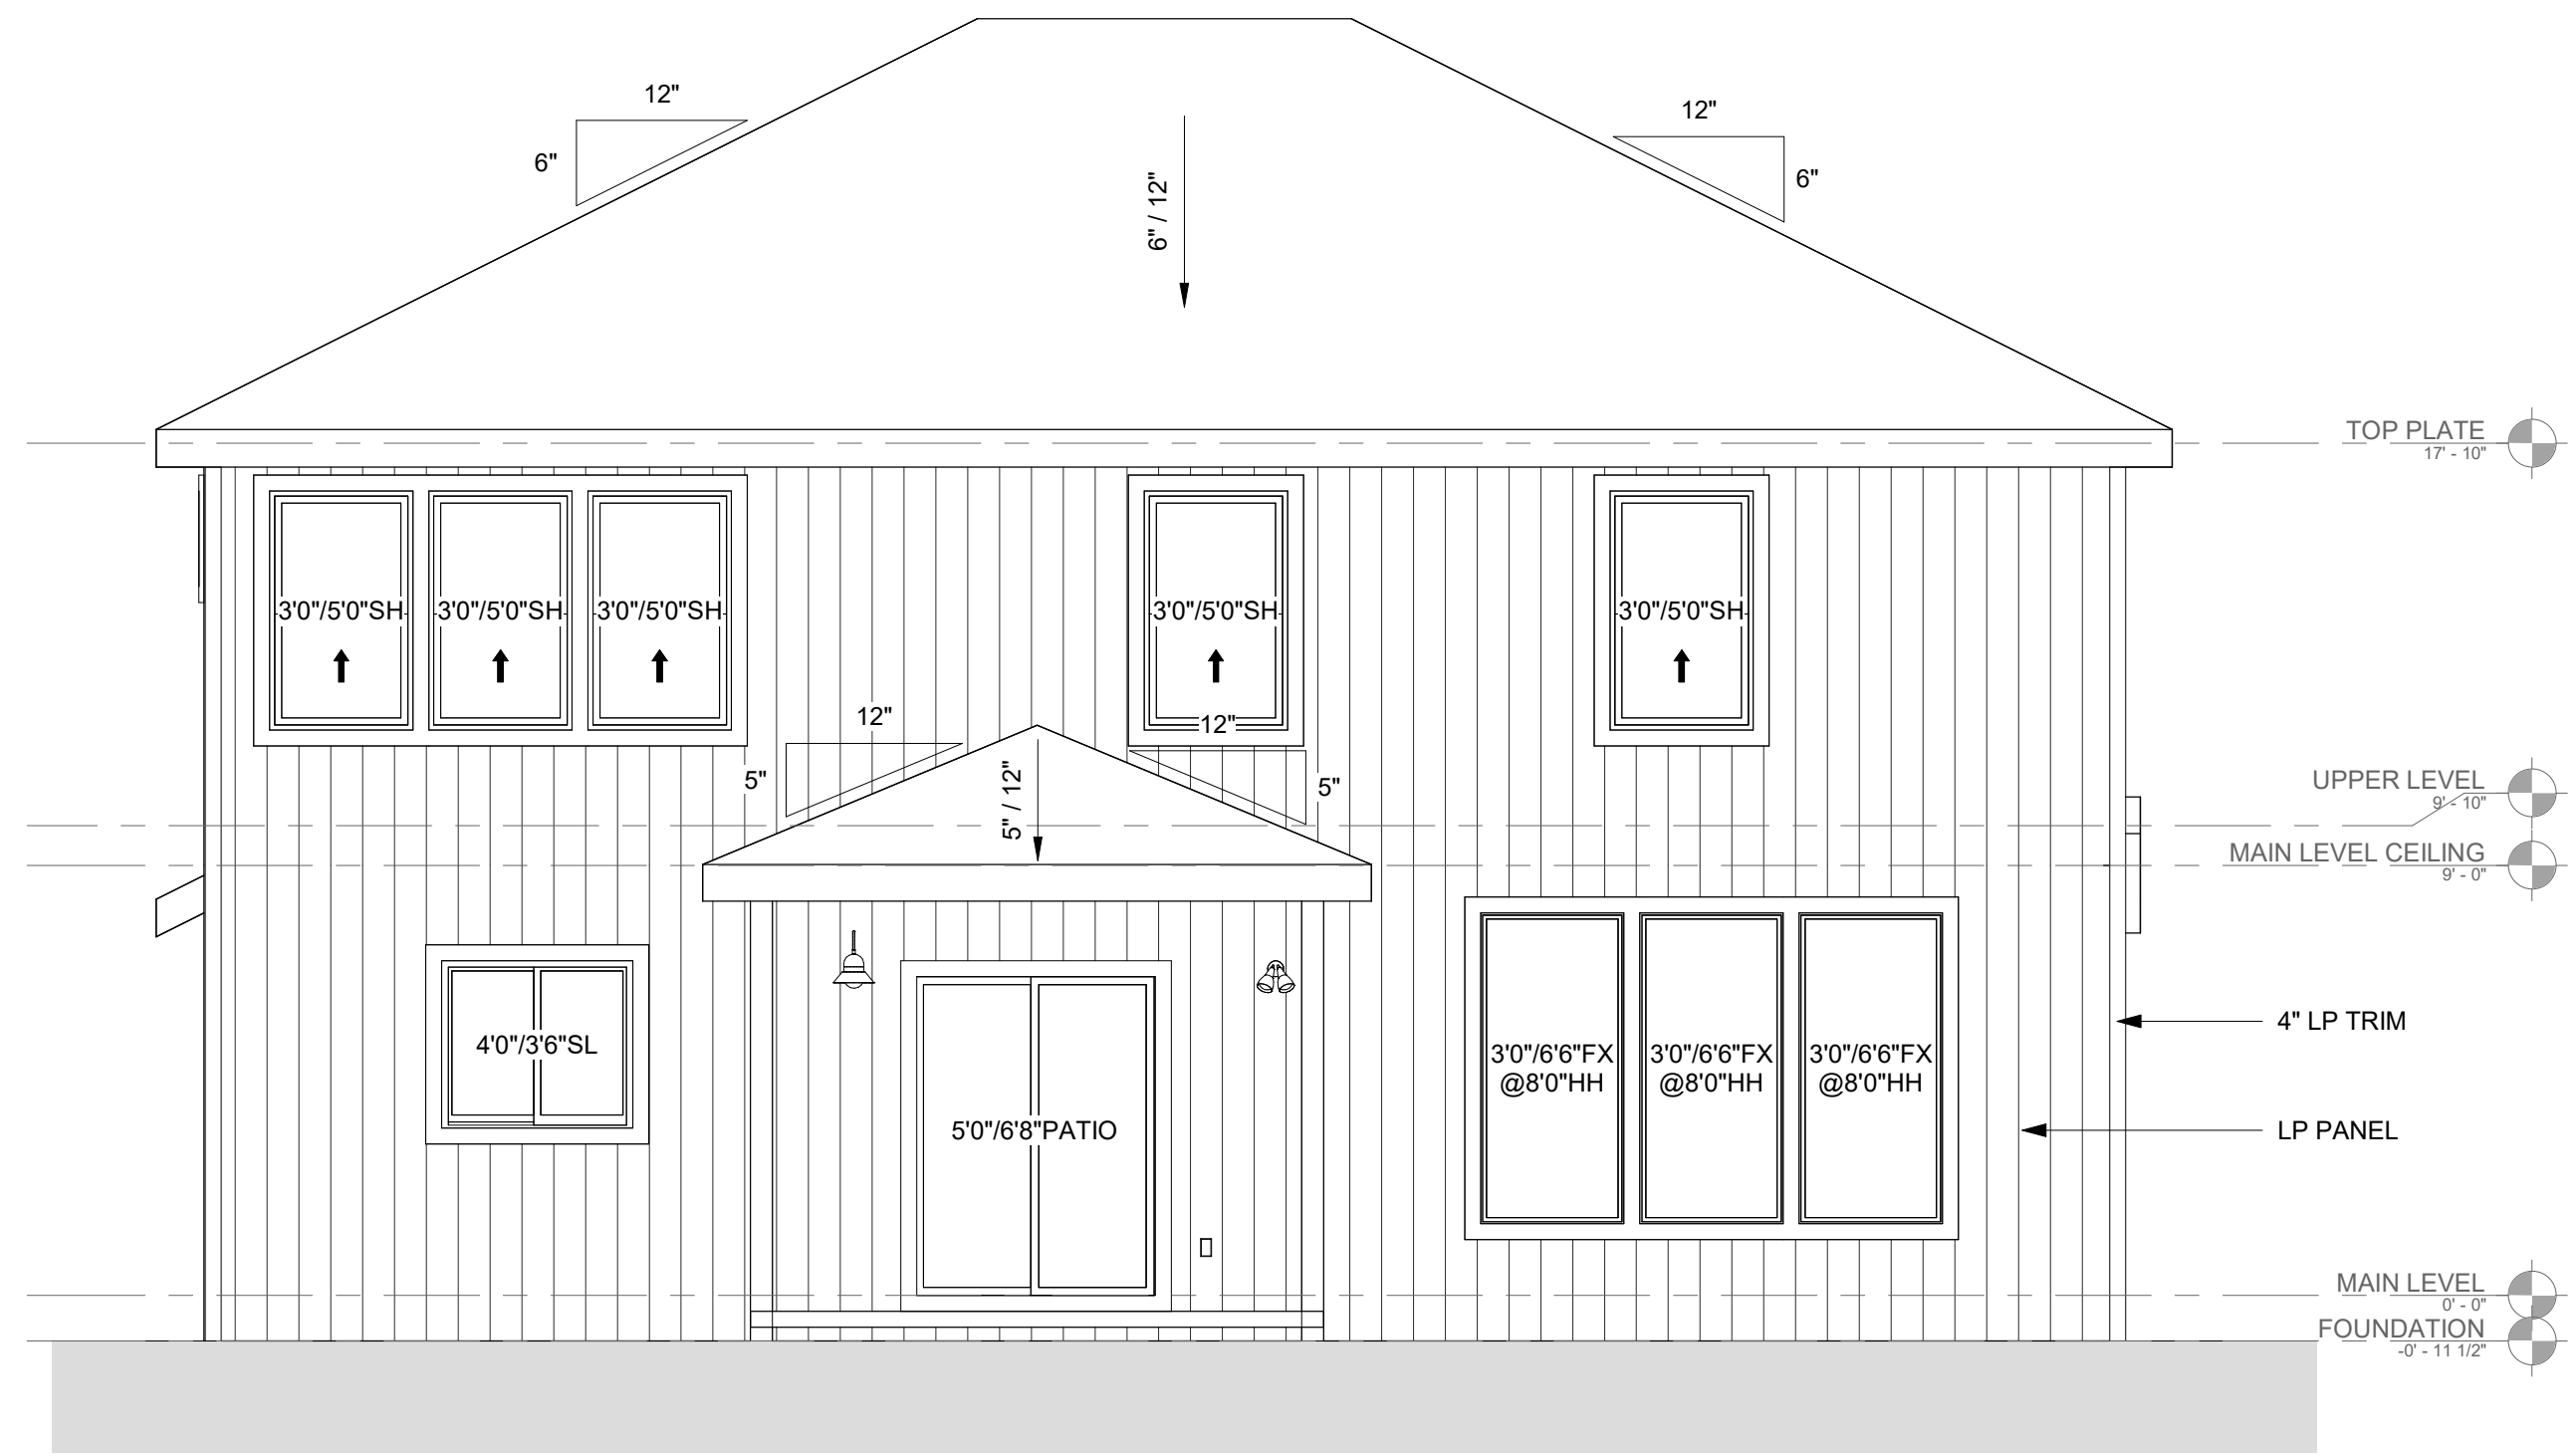 12"
6"
12"
6"
6" / 12"
TOP PLATE
17' - 10"
3'0"/5'0"SH
3'0"/5'0"SH
3'0"/5'0"SH
3'0"/5'0"SH
3'0"/5'0"SH
12"
5"
12"
5"
5" / 12"
UPPER LEVEL
9' - 10"
MAIN LEVEL CEILING
9' - 0"
4'0"/3'6"SL
5'0"/6'8"PATIO
3'0"/6'6"FX
@8'0"HH
3'0"/6'6"FX
@8'0"HH
3'0"/6'6"FX
@8'0"HH
4" LP TRIM
LP PANEL
MAIN LEVEL
0' - 0"
FOUNDATION
-0' - 11 1/2"